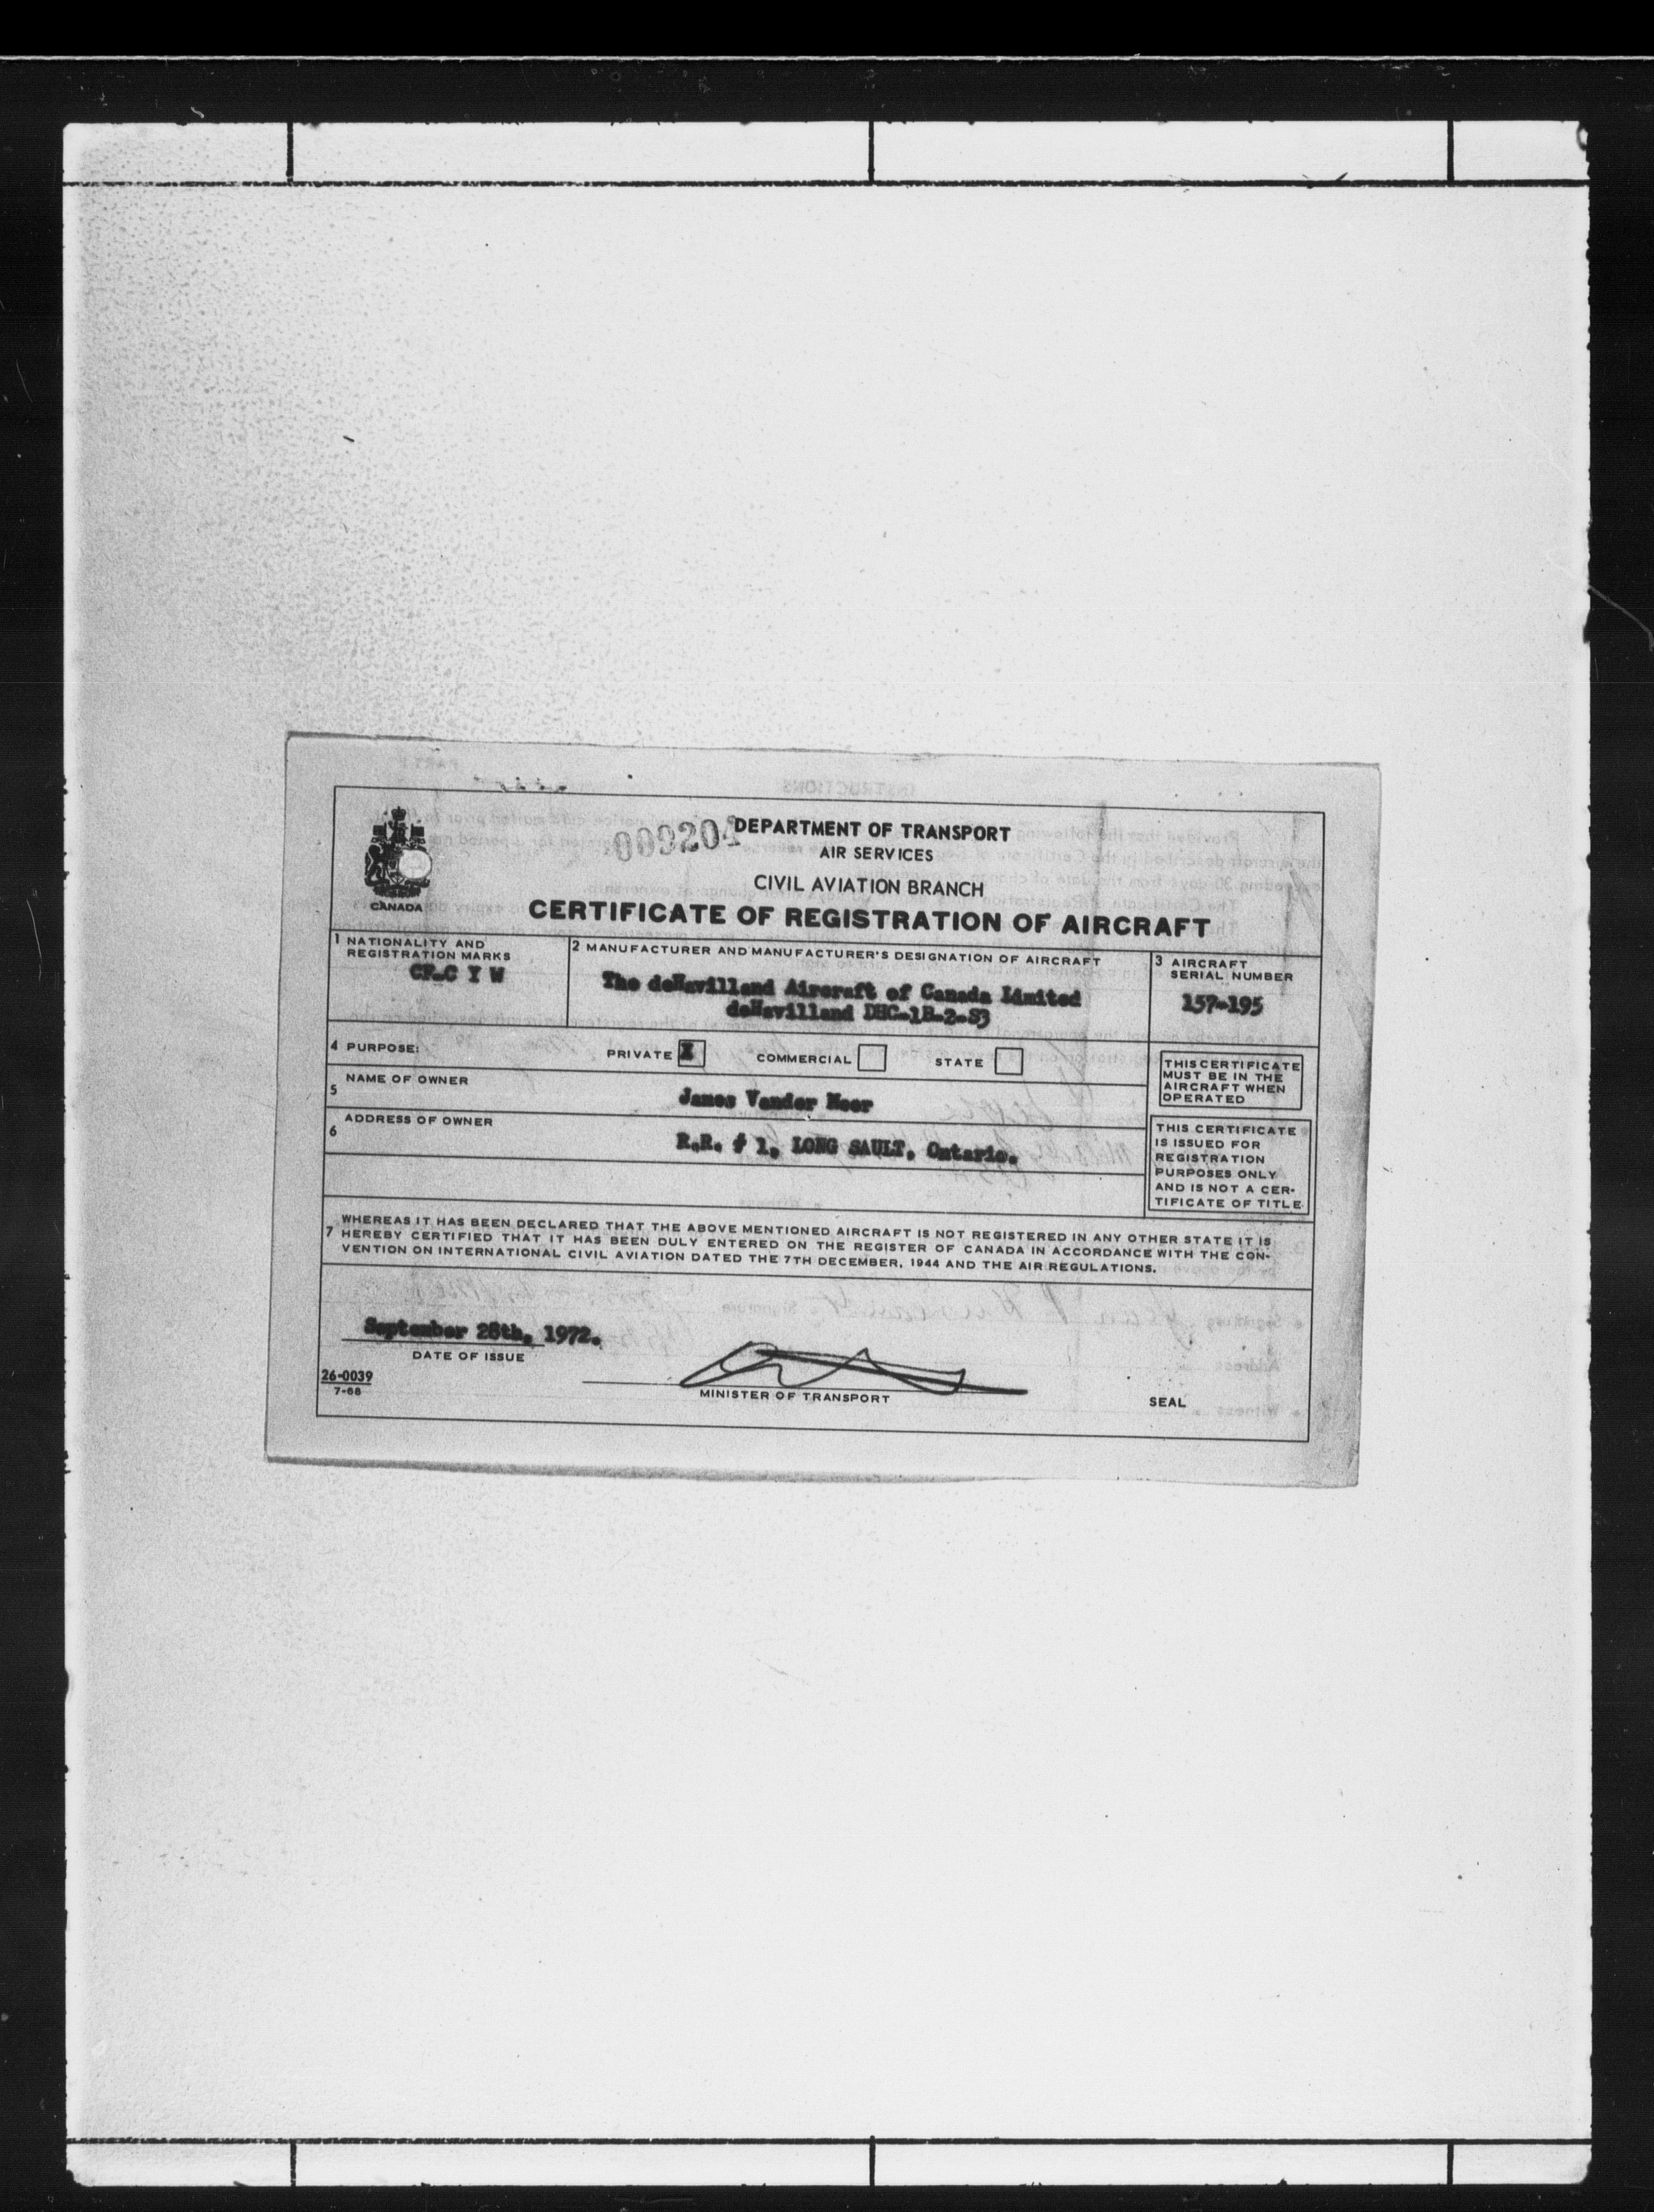 009204
DEPARTMENT OF TRANSPORT
AIR SERVICES
CIVIL AVIATION BRANCH
CANADA
CERTIFICATE OF REGISTRATION OF AIRCRAFT
1 NATIONALITY AND
REGISTRATION MARKS
CF-C Y W
2 MANUFACTURER AND MANUFACTURER'S DESIGNATION OF AIRCRAFT
The deHavilland Aircraft of Canada Limited
deHavilland DHC-1B-2-S3
3 AIRCRAFT
SERIAL NUMBER
157-195
4 PURPOSE:
PRIVATE X COMMERCIAL STATE
THIS CERTIFICATE
MUST BE IN THE
AIRCRAFT WHEN
OPERATED
5 NAME OF OWNER
James Vander Meer
6 ADDRESS OF OWNER
R.R. # 1, LONG SAULT, Ontario.
THIS CERTIFICATE
IS ISSUED FOR
REGISTRATION
PURPOSES ONLY
AND IS NOT A CER-
TIFICATE OF TITLE.
7 WHEREAS IT HAS BEEN DECLARED THAT THE ABOVE MENTIONED AIRCRAFT IS NOT REGISTERED IN ANY OTHER STATE IT IS
HEREBY CERTIFIED THAT IT HAS BEEN DULY ENTERED ON THE REGISTER OF CANADA IN ACCORDANCE WITH THE CON-
VENTION ON INTERNATIONAL CIVIL AVIATION DATED THE 7TH DECEMBER, 1944 AND THE AIR REGULATIONS.
September 28th, 1972.
DATE OF ISSUE
26-0039
7-68
MINISTER OF TRANSPORT
SEAL